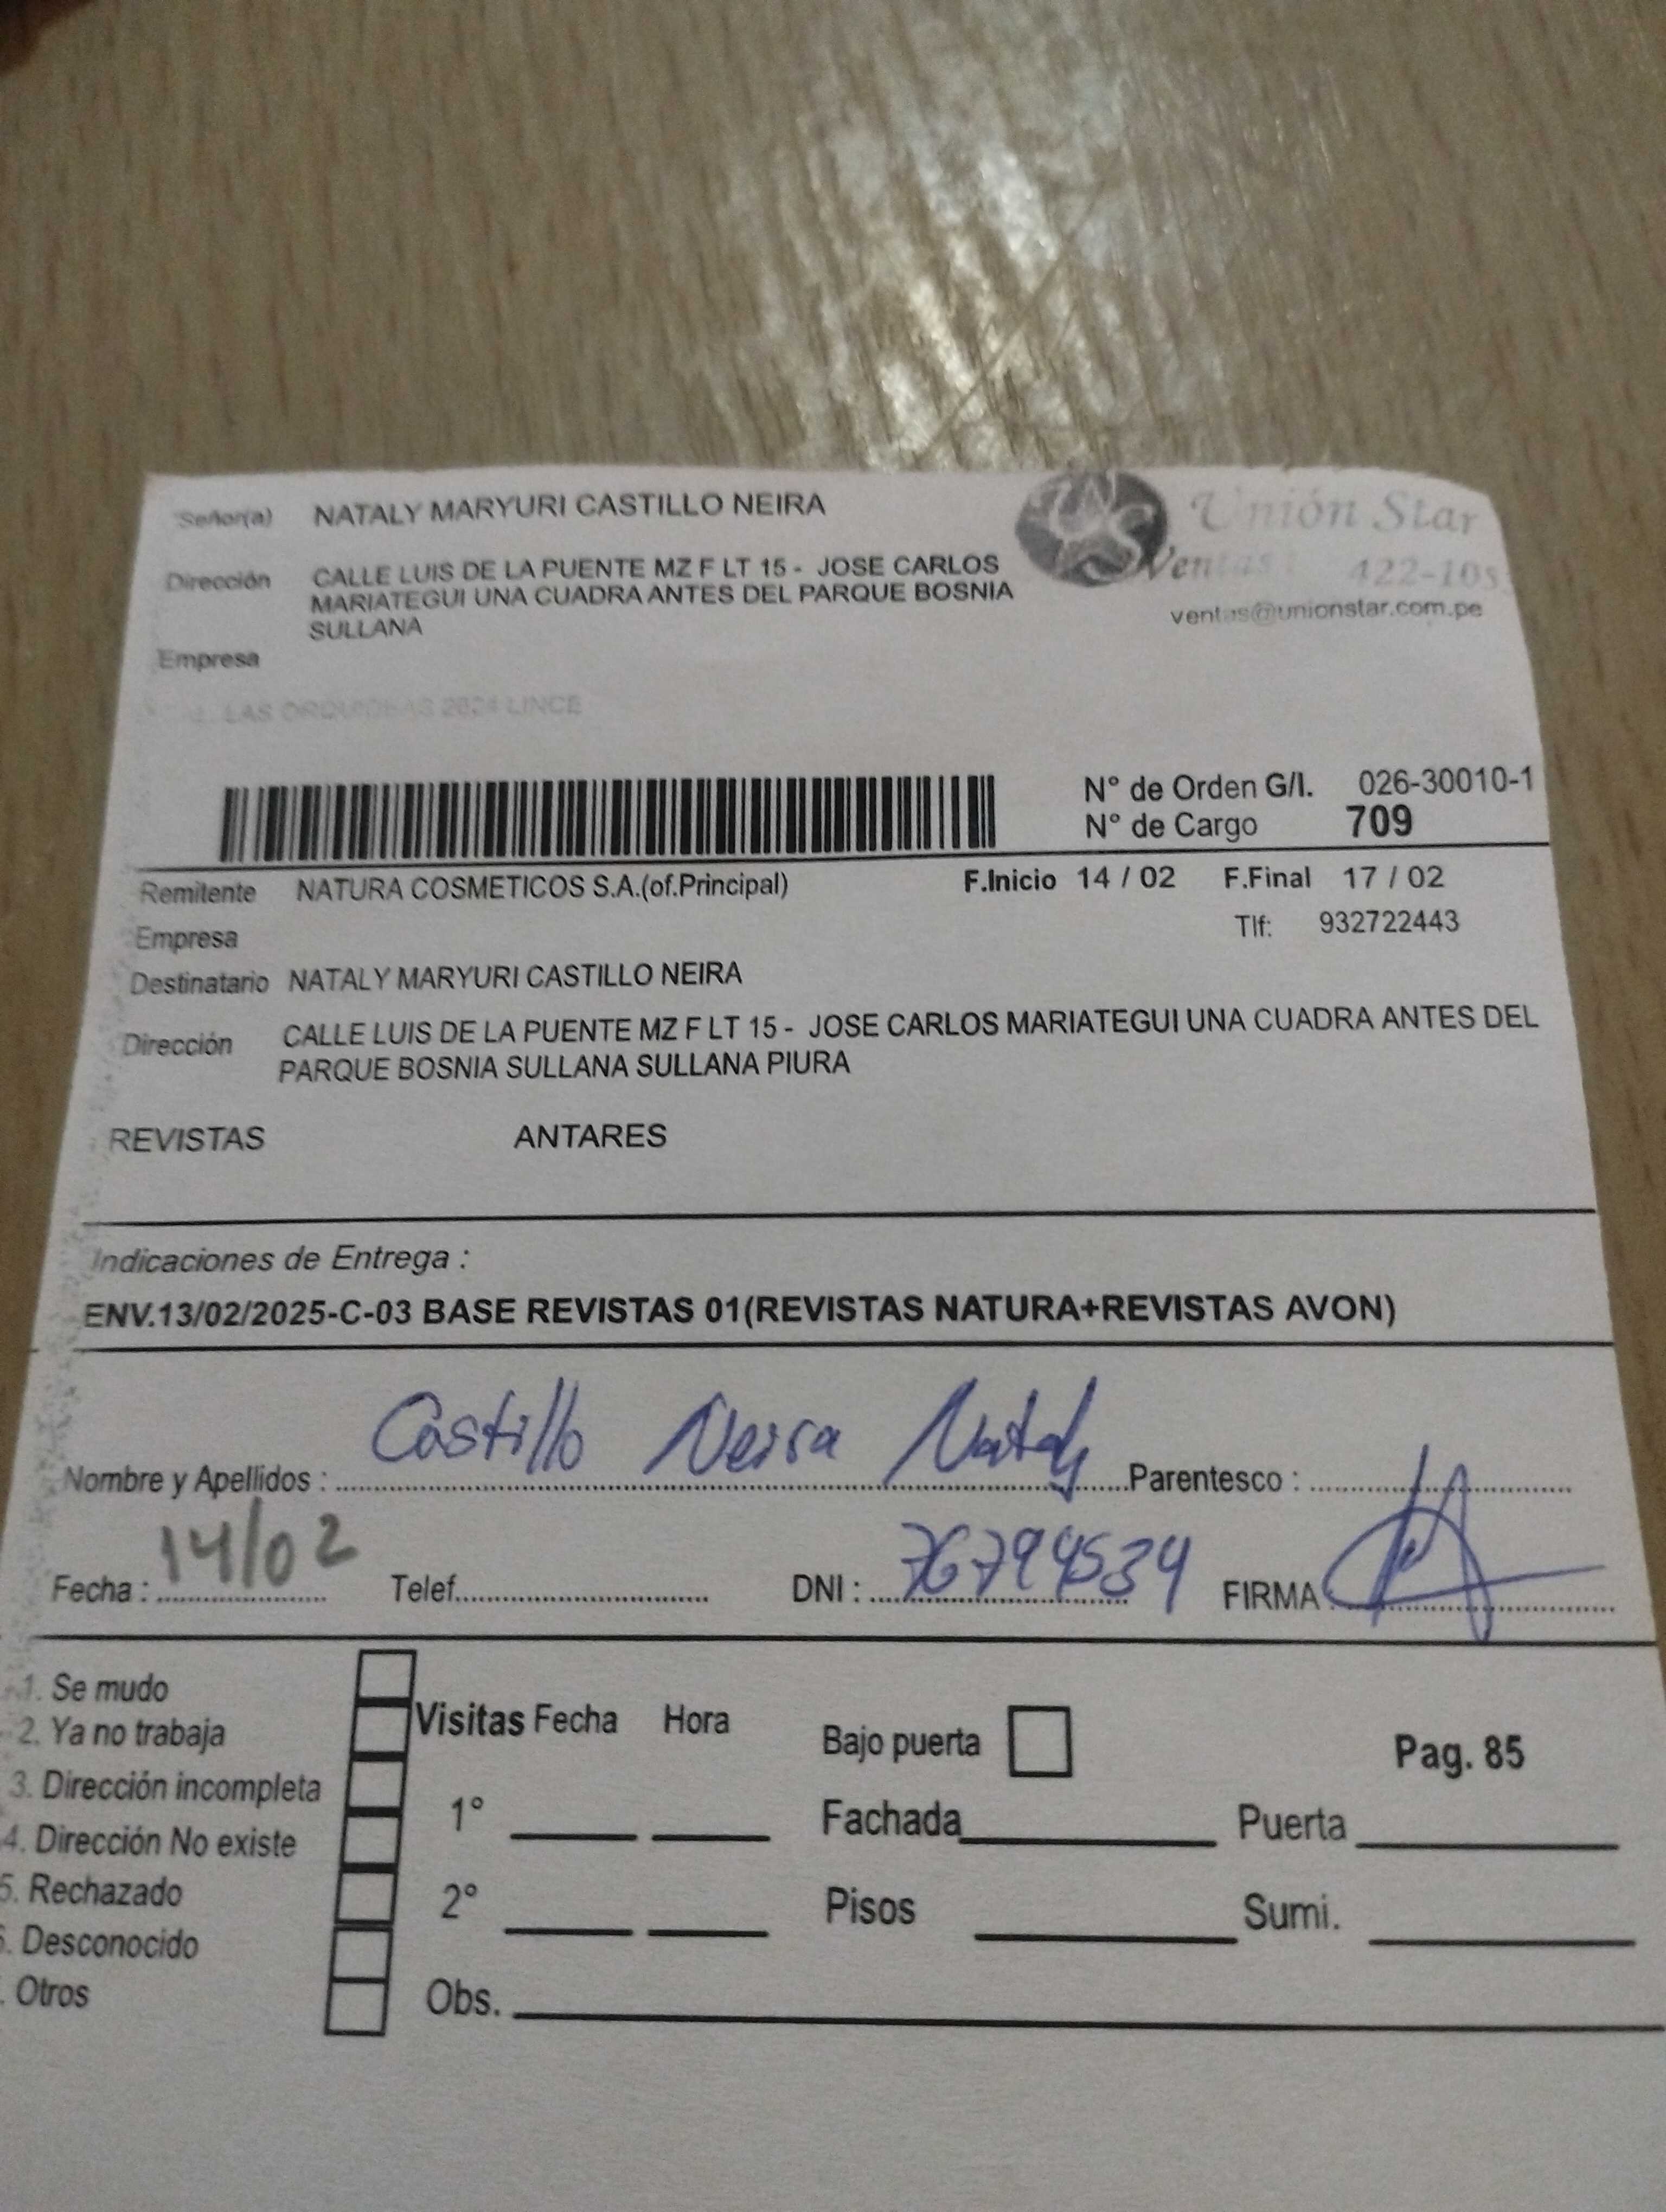 Señor(a) NATALY MARYURI CASTILLO NEIRA
Unión Star
Dirección CALLE LUIS DE LA PUENTE MZ F LT 15 - JOSE CARLOS
MARIATEGUI UNA CUADRA ANTES DEL PARQUE BOSNIA
SULLANA
Ventas
ventas@unionstar.com.pe
Empresa
LAS ORQUIDEAS LINCE
N° de Orden G/I. 026-30010-1
N° de Cargo 709
Remitente NATURA COSMETICOS S.A.(of.Principal) F.Inicio 14 / 02 F.Final 17 / 02
Empresa Tlf: 932722443
Destinatario NATALY MARYURI CASTILLO NEIRA
Dirección CALLE LUIS DE LA PUENTE MZ F LT 15 - JOSE CARLOS MARIATEGUI UNA CUADRA ANTES DEL
PARQUE BOSNIA SULLANA SULLANA PIURA
REVISTAS ANTARES
Indicaciones de Entrega :
ENV.13/02/2025-C-03 BASE REVISTAS 01(REVISTAS NATURA+REVISTAS AVON)
Nombre y Apellidos : Castillo Neira Nataly Parentesco :
Fecha : 14/02 Telef. DNI : 76794534 FIRMA
1. Se mudo
2. Ya no trabaja
3. Dirección incompleta
4. Dirección No existe
5. Rechazado
6. Desconocido
. Otros
Visitas Fecha Hora
1°
2°
Obs.
Bajo puerta Pag. 85
Fachada Puerta
Pisos Sumi.